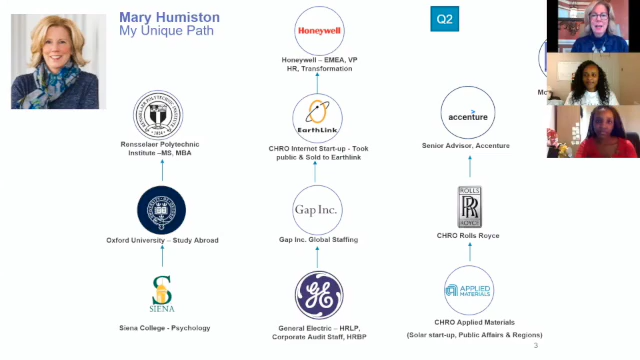 Mary Humiston
My Unique Path
Q2
Honeywell
Honeywell – EMEA, VP
HR, Transformation
EarthLink
CHRO Internet Start-up - Took
public & Sold to Earthlink
Gap Inc.
Gap Inc. Global Staffing
General Electric – HRLP,
Corporate Audit Staff, HRBP
Rensselaer Polytechnic
Institute –MS, MBA
Oxford University – Study Abroad
S
SIENA
Siena College - Psychology
accenture
Senior Advisor, Accenture
ROLLS
RR
ROYCE
CHRO Rolls Royce
APPLIED
MATERIALS
CHRO Applied Materials
(Solar start-up, Public Affairs & Regions)
3